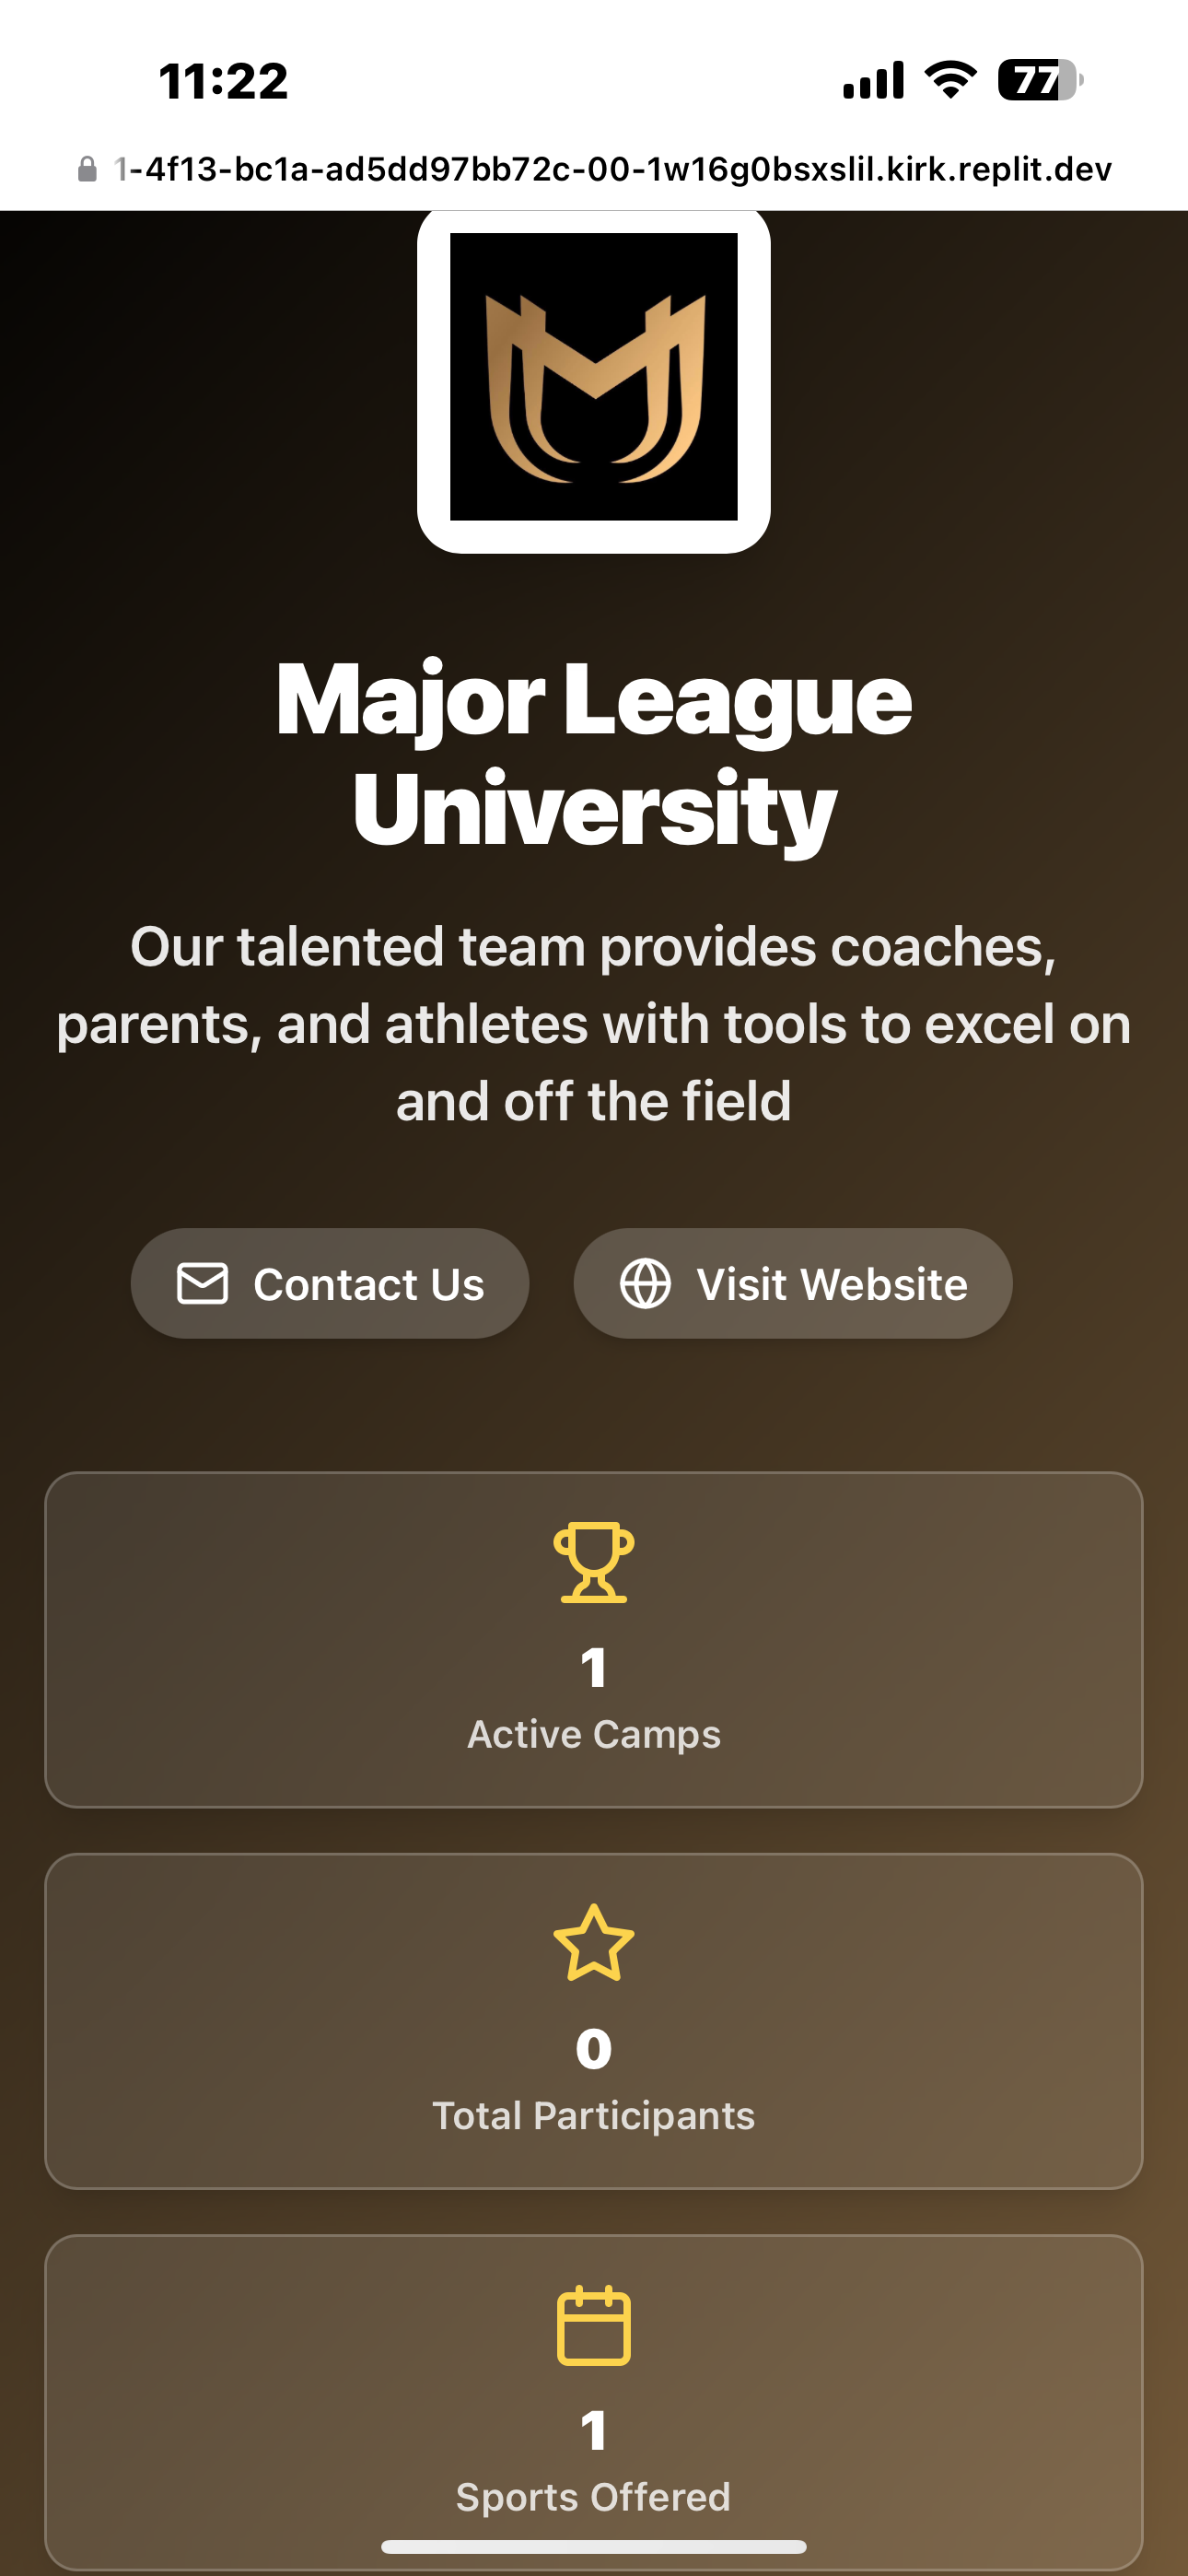 11:22
77
1-4f13-bc1a-ad5dd97bb72c-00-1w16g0bsxslil.kirk.replit.dev
Major League
University
Our talented team provides coaches,
parents, and athletes with tools to excel on
and off the field
Contact Us
Visit Website
1
Active Camps
0
Total Participants
1
Sports Offered